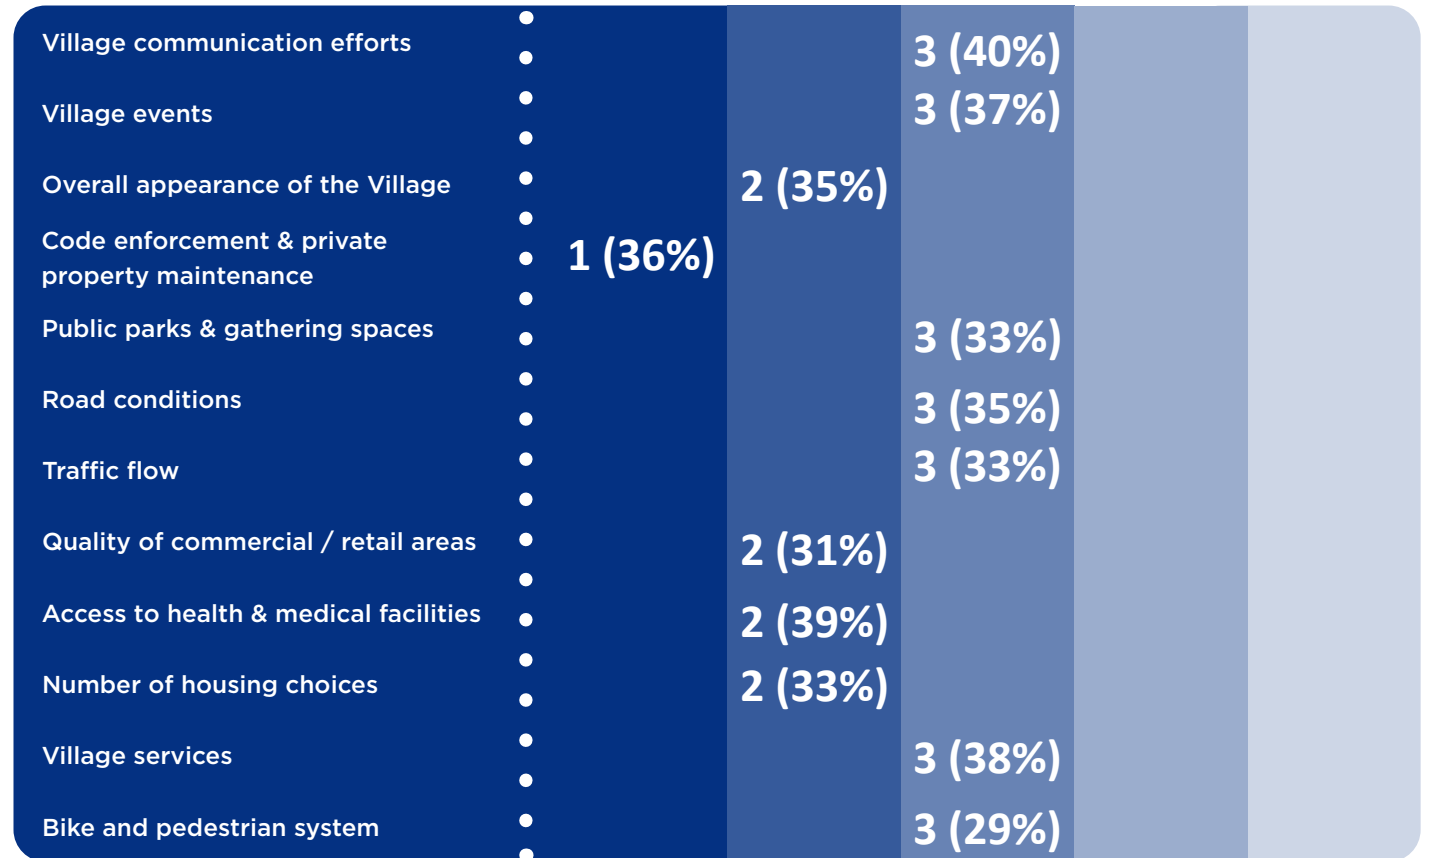 Village communication efforts 3 (40%)
Village events 3 (37%)
Overall appearance of the Village 2 (35%)
Code enforcement & private
property maintenance 1 (36%)
Public parks & gathering spaces 3 (33%)
Road conditions 3 (35%)
Traffic flow 3 (33%)
Quality of commercial / retail areas 2 (31%)
Access to health & medical facilities 2 (39%)
Number of housing choices 2 (33%)
Village services 3 (38%)
Bike and pedestrian system 3 (29%)